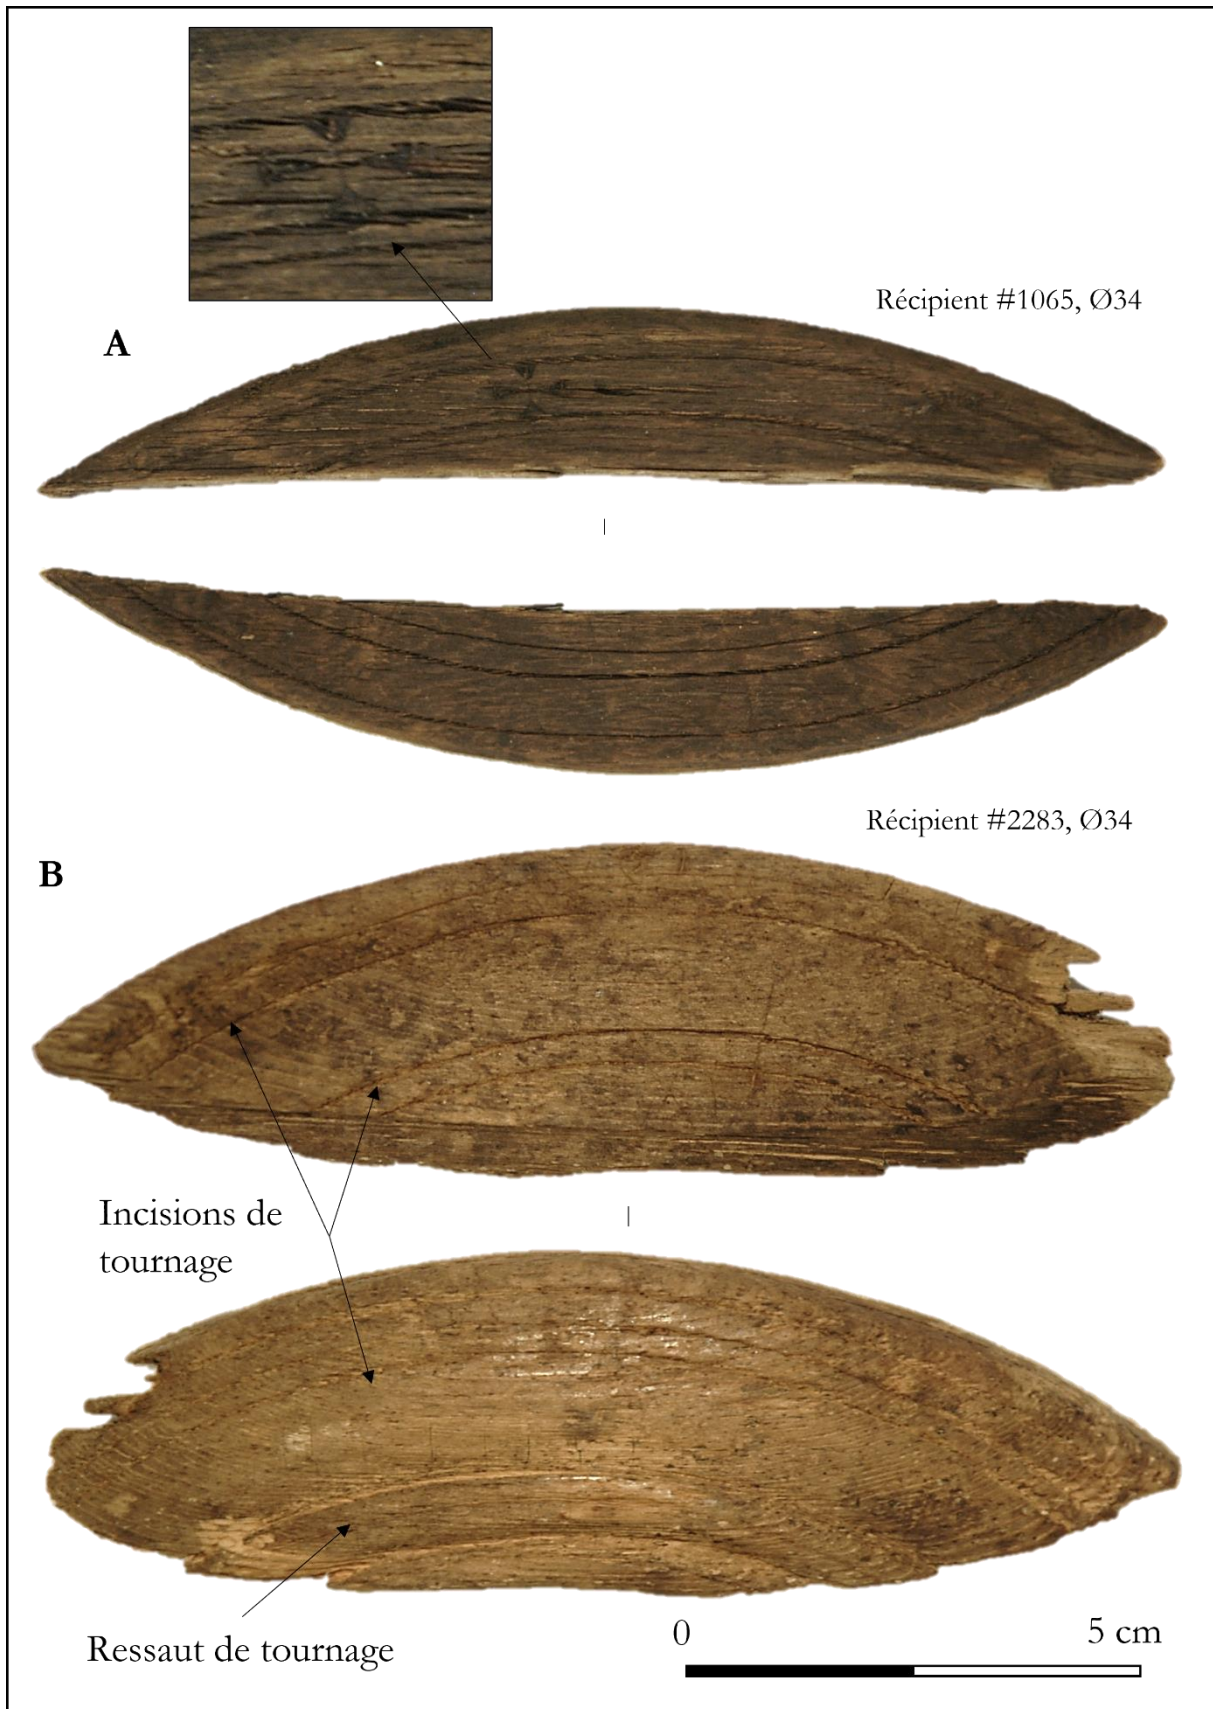 Récipient #1065, Ø34
A
Récipient #2283, Ø34
B
Incisions de
tournage
Ressaut de tournage
0
5 cm